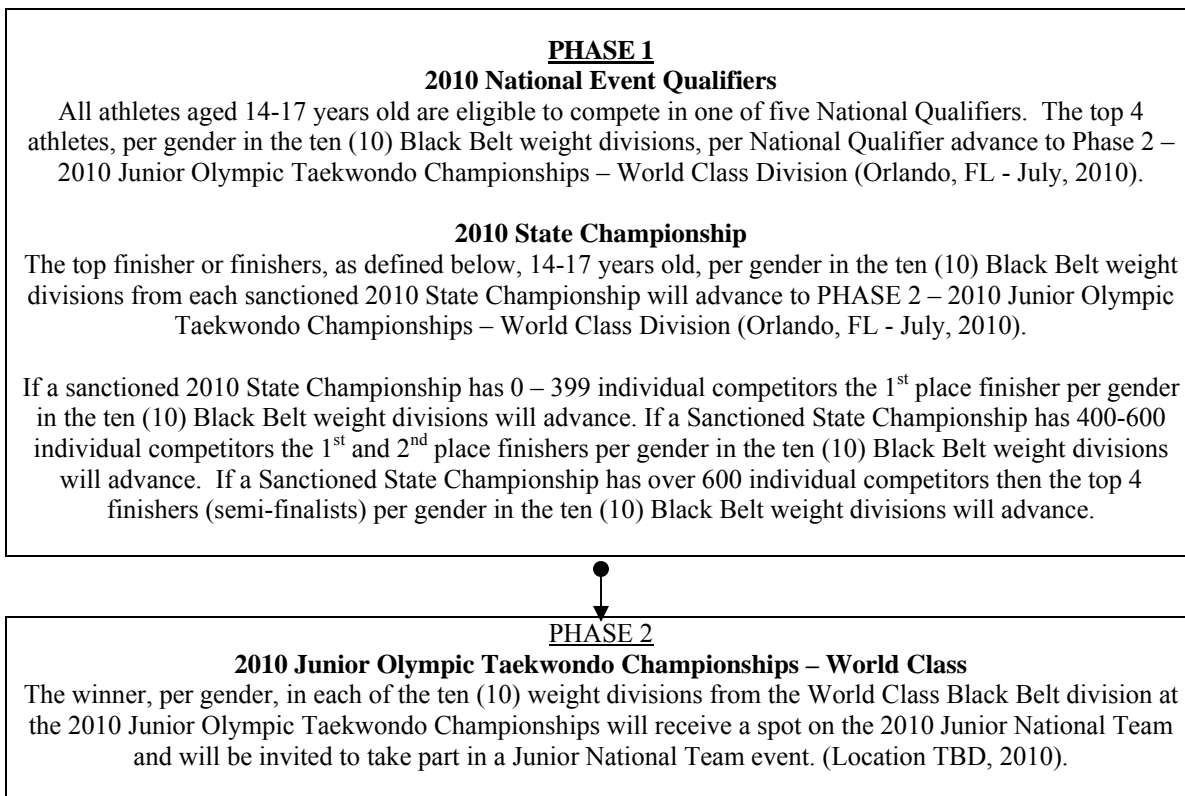 PHASE 1
2010 National Event Qualifiers
All athletes aged 14-17 years old are eligible to compete in one of five National Qualifiers.  The top 4
athletes, per gender in the ten (10) Black Belt weight divisions, per National Qualifier advance to Phase 2 –
2010 Junior Olympic Taekwondo Championships – World Class Division (Orlando, FL - July, 2010).
2010 State Championship
The top finisher or finishers, as defined below, 14-17 years old, per gender in the ten (10) Black Belt weight
divisions from each sanctioned 2010 State Championship will advance to PHASE 2 – 2010 Junior Olympic
Taekwondo Championships – World Class Division (Orlando, FL - July, 2010).
If a sanctioned 2010 State Championship has 0 – 399 individual competitors the 1st place finisher per gender
in the ten (10) Black Belt weight divisions will advance. If a Sanctioned State Championship has 400-600
individual competitors the 1st and 2nd place finishers per gender in the ten (10) Black Belt weight divisions
will advance.  If a Sanctioned State Championship has over 600 individual competitors then the top 4
finishers (semi-finalists) per gender in the ten (10) Black Belt weight divisions will advance.
PHASE 2
2010 Junior Olympic Taekwondo Championships – World Class
The winner, per gender, in each of the ten (10) weight divisions from the World Class Black Belt division at
the 2010 Junior Olympic Taekwondo Championships will receive a spot on the 2010 Junior National Team
and will be invited to take part in a Junior National Team event. (Location TBD, 2010).